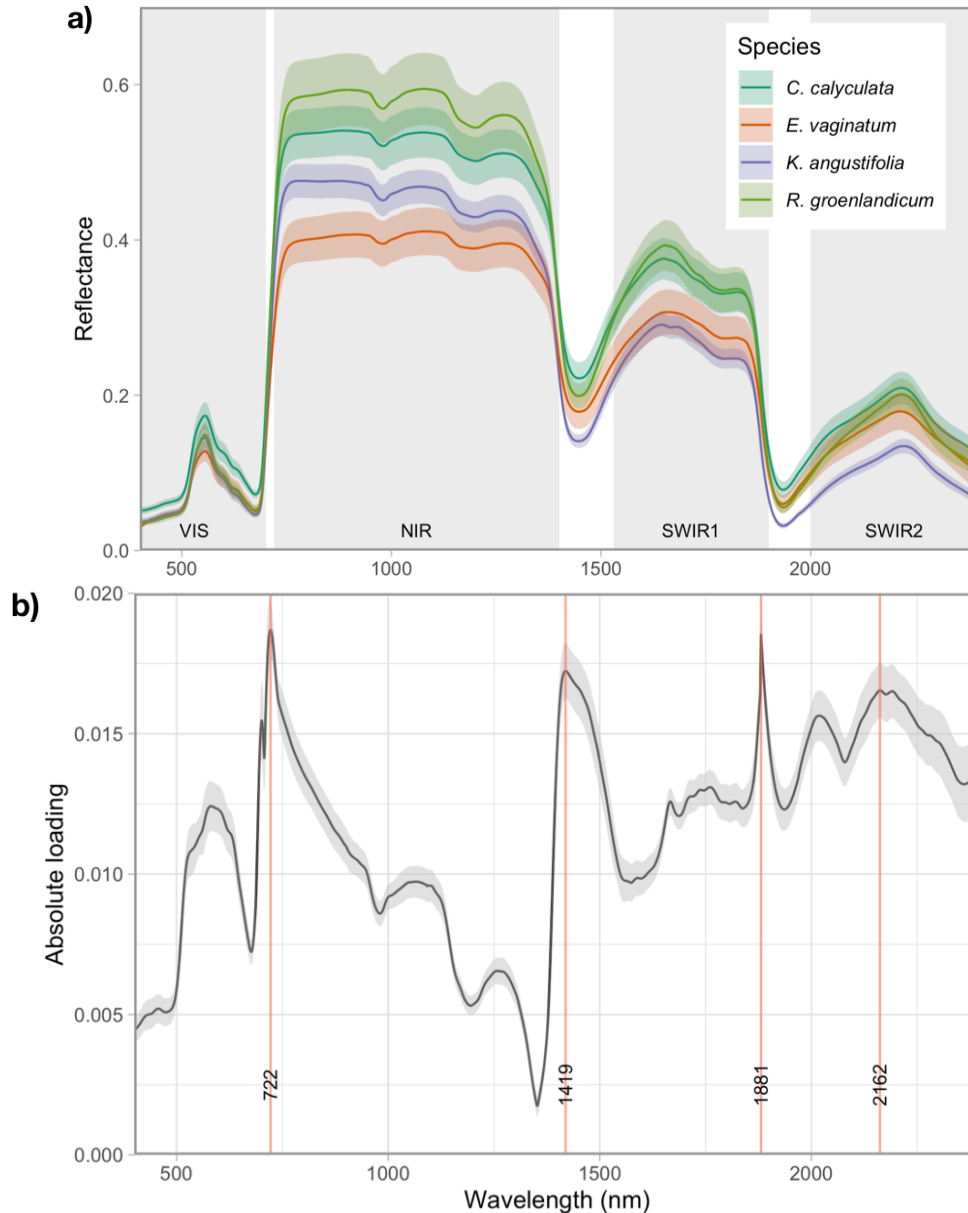 a)
Species
C. calyculata
E. vaginatum
K. angustifolia
R. groenlandicum
Reflectance
0.6
0.4
0.2
0.0
VIS
NIR
SWIR1
SWIR2
500
1000
1500
2000
b)
Absolute loading
0.020
0.015
0.010
0.005
0.000
722
1419
1881
2162
500
1000
1500
2000
Wavelength (nm)